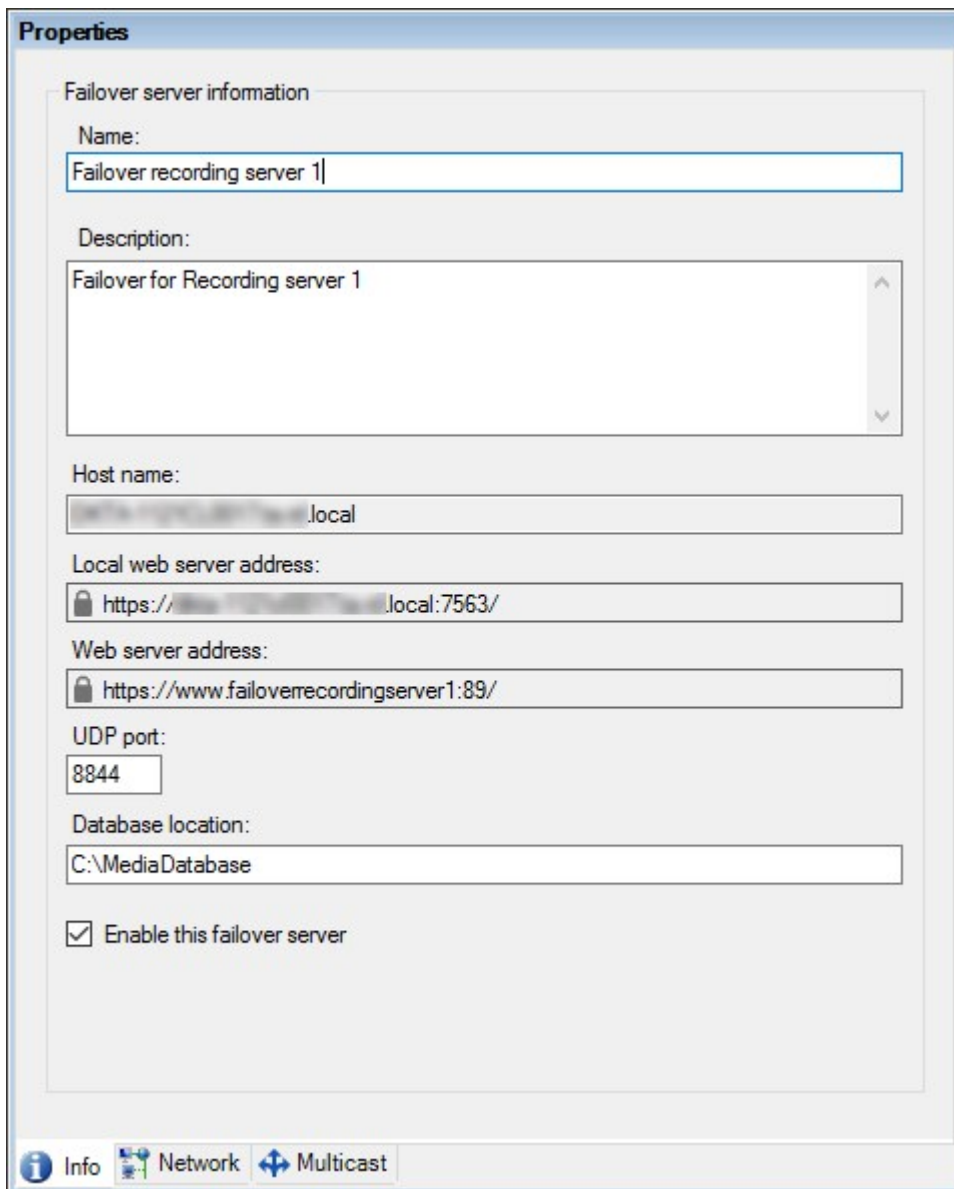 Properties
Failover server information
Name:
Failover recording server 1
Description:
Failover for Recording server 1
Host name:
.local
Local web server address:
https:// .local:7563/
Web server address:
https://www.failoverrecordingserver1:89/
UDP port:
8844
Database location:
C:\MediaDatabase
Enable this failover server
Info Network Multicast